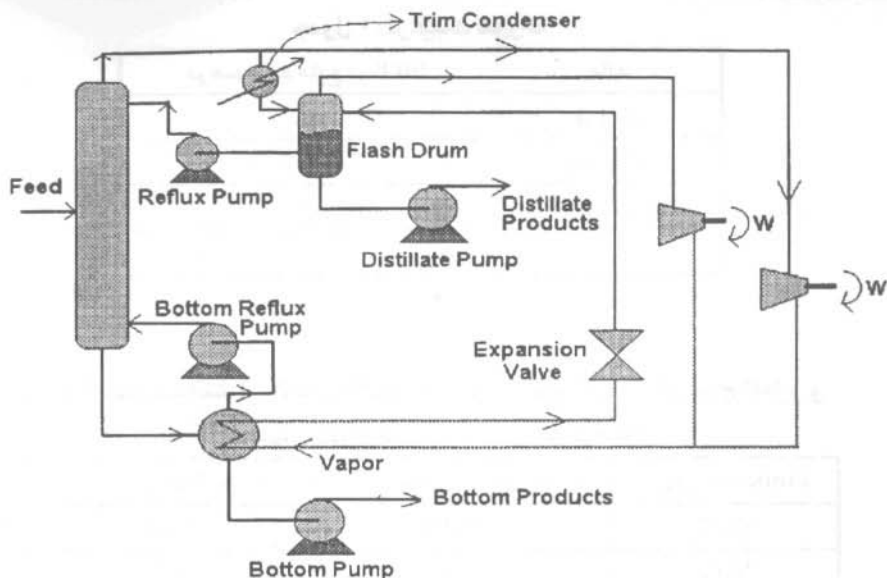 Trim Condenser
Flash Drum
Feed
Reflux Pump
Distillate
Products
W
Distillate Pump
W
Bottom Reflux
Pump
Expansion
Valve
Vapor
Bottom Products
Bottom Pump